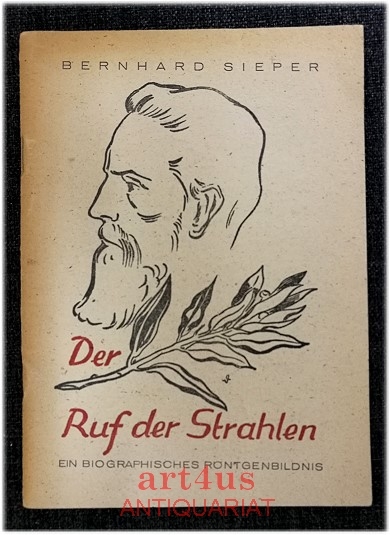 BERNHARD SIEPER
Der
Ruf der Strahlen
EIN BIOGRAPHISCHES RÖNTGENBILDNIS
art4us
ANTIQUARIAT